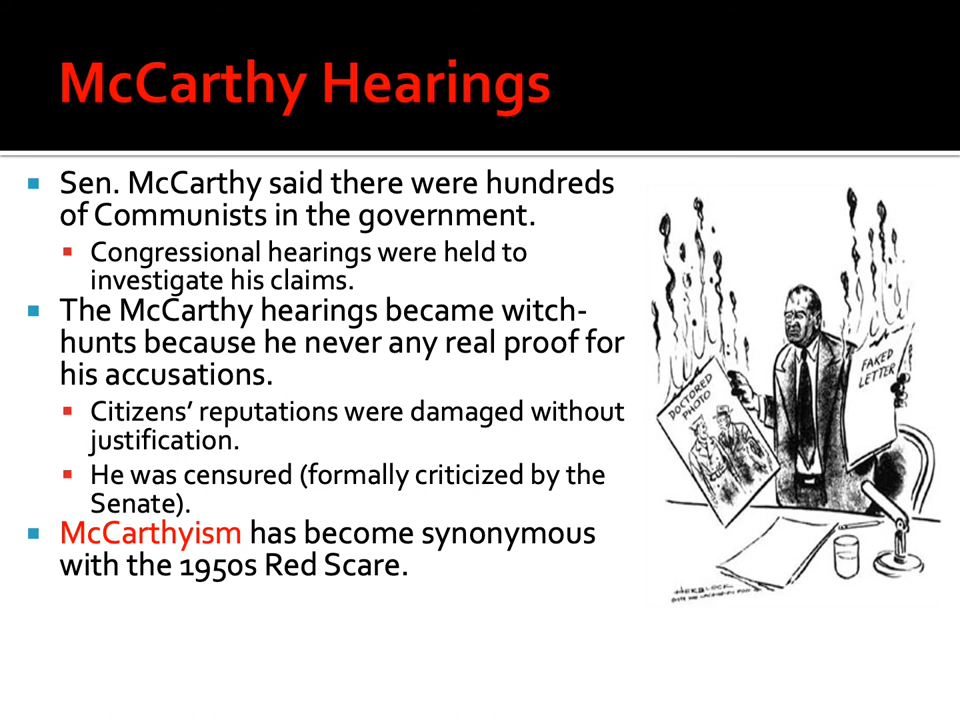 McCarthy Hearings
Sen. McCarthy said there were hundreds
of Communists in the government.
Congressional hearings were held to
investigate his claims.
The McCarthy hearings became witch-
hunts because he never any real proof for
his accusations.
Citizens' reputations were damaged without
justification.
He was censured (formally criticized by the
Senate).
McCarthyism has become synonymous
with the 1950s Red Scare.
DOCTORED
PHOTO
FAKED
LETTER
HERBLOCK